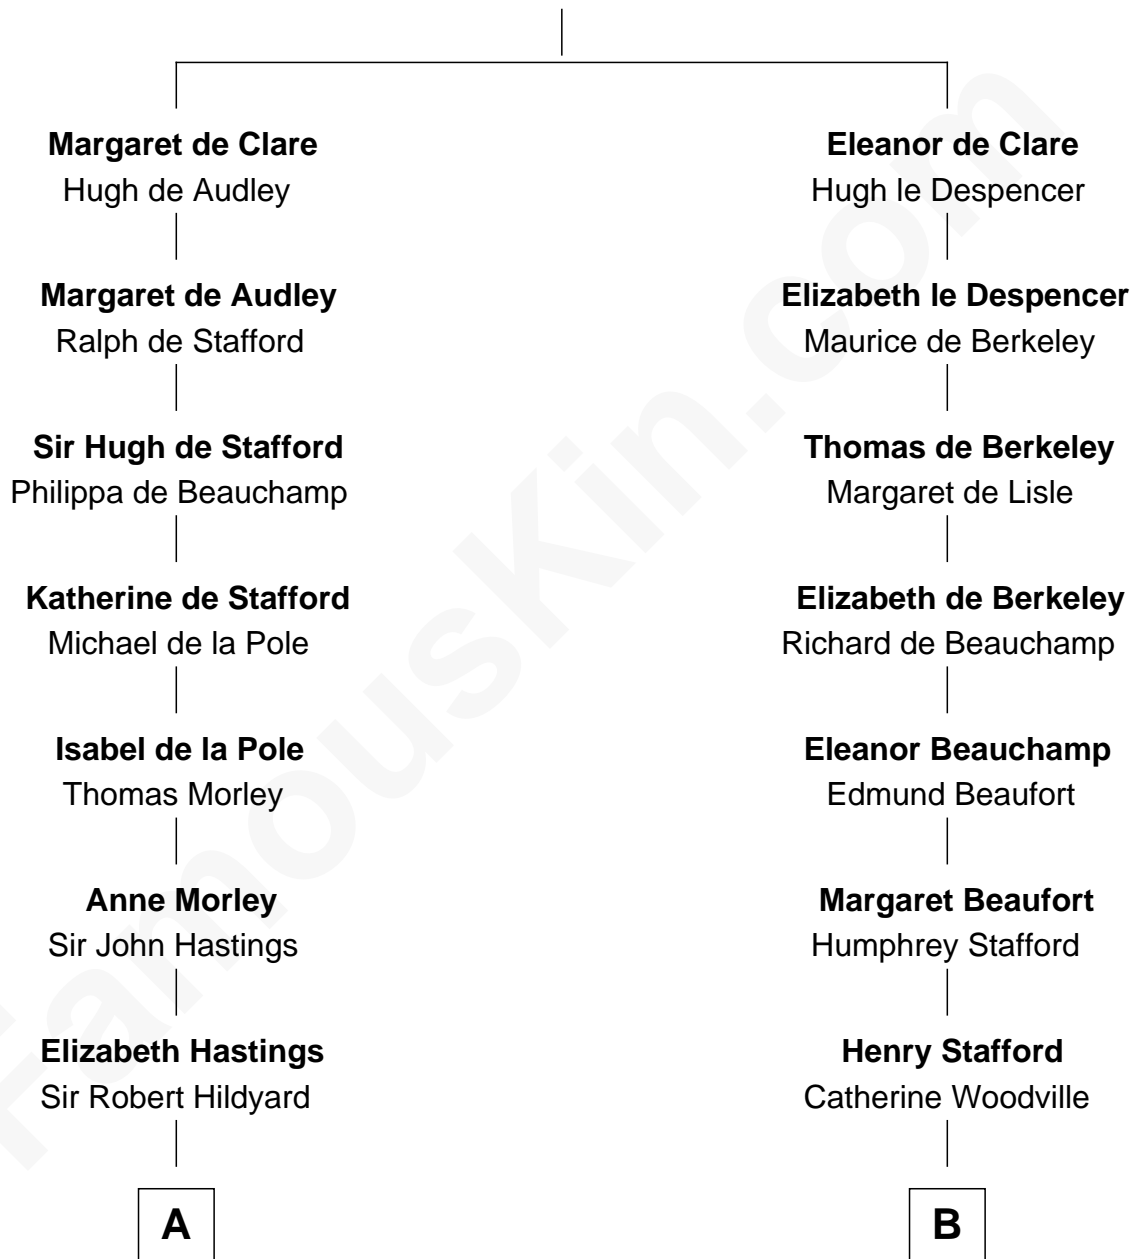 Margaret de Clare
Hugh de Audley
Margaret de Audley
Ralph de Stafford
Sir Hugh de Stafford
Philippa de Beauchamp
Katherine de Stafford
Michael de la Pole
Isabel de la Pole
Thomas Morley
Anne Morley
Sir John Hastings
Elizabeth Hastings
Sir Robert Hildyard
A
Eleanor de Clare
Hugh le Despencer
Elizabeth le Despencer
Maurice de Berkeley
Thomas de Berkeley
Margaret de Lisle
Elizabeth de Berkeley
Richard de Beauchamp
Eleanor Beauchamp
Edmund Beaufort
Margaret Beaufort
Humphrey Stafford
Henry Stafford
Catherine Woodville
B
FamousKin.com